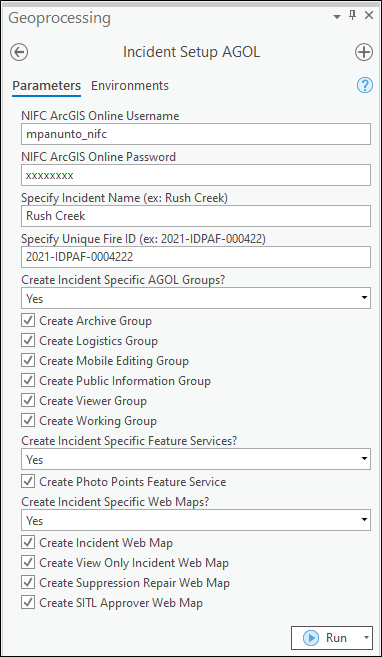 Geoprocessing
Incident Setup AGOL
Parameters Environments
NIFC ArcGIS Online Username
mpanunto_nifc
NIFC ArcGIS Online Password
xxxxxxxx
Specify Incident Name (ex: Rush Creek)
Rush Creek
Specify Unique Fire ID (ex: 2021-IDPAF-000422)
2021-IDPAF-0004222
Create Incident Specific AGOL Groups?
Yes
Create Archive Group
Create Logistics Group
Create Mobile Editing Group
Create Public Information Group
Create Viewer Group
Create Working Group
Create Incident Specific Feature Services?
Yes
Create Photo Points Feature Service
Create Incident Specific Web Maps?
Yes
Create Incident Web Map
Create View Only Incident Web Map
Create Suppression Repair Web Map
Create SITL Approver Web Map
Run